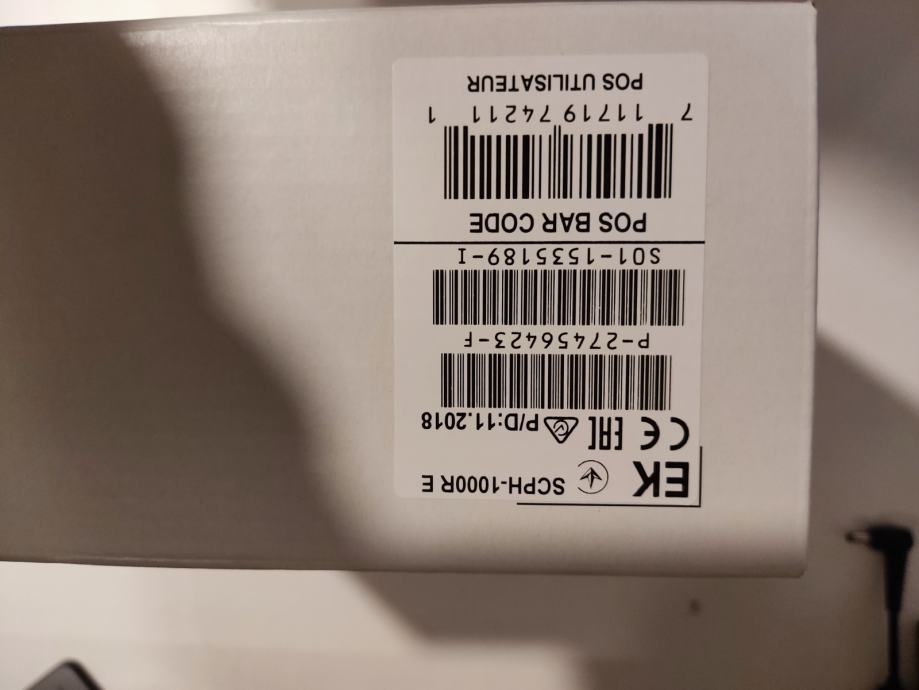 EK SCPH-1000R E
CE EAC P/D:11.2018
P-27456423-F
S01-1535189-I
POS BAR CODE
7 11719 74211 1
POS UTILISATEUR